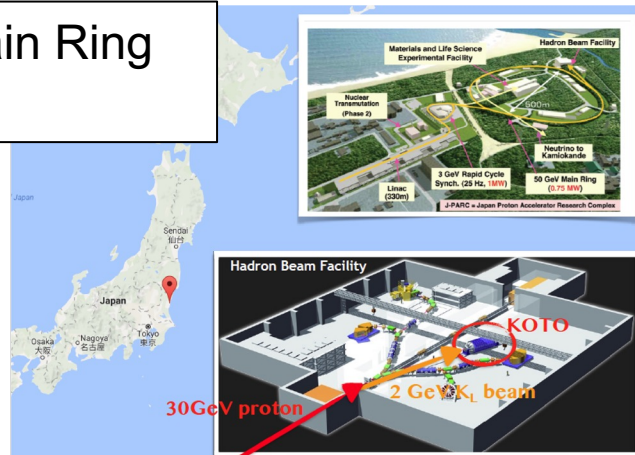 ain Ring
Materials and Life Science
Experimental Facility
Hadron Beam Facility
Nuclear
Transmutation
(Phase 2)
500m
Neutrino to
Kamiokande
Linac
(330m)
3 GeV Rapid Cycle
Synch. (25 Hz, 1MW)
50 GeV Main Ring
(0.75 MW)
J-PARC = Japan Proton Accelerator Research Complex
Japan
Sendai
仙台
Japan
Tokyo
東京
Nagoya
名古屋
Osaka
大阪
Hadron Beam Facility
KOTO
2 GeV K_L beam
30GeV proton